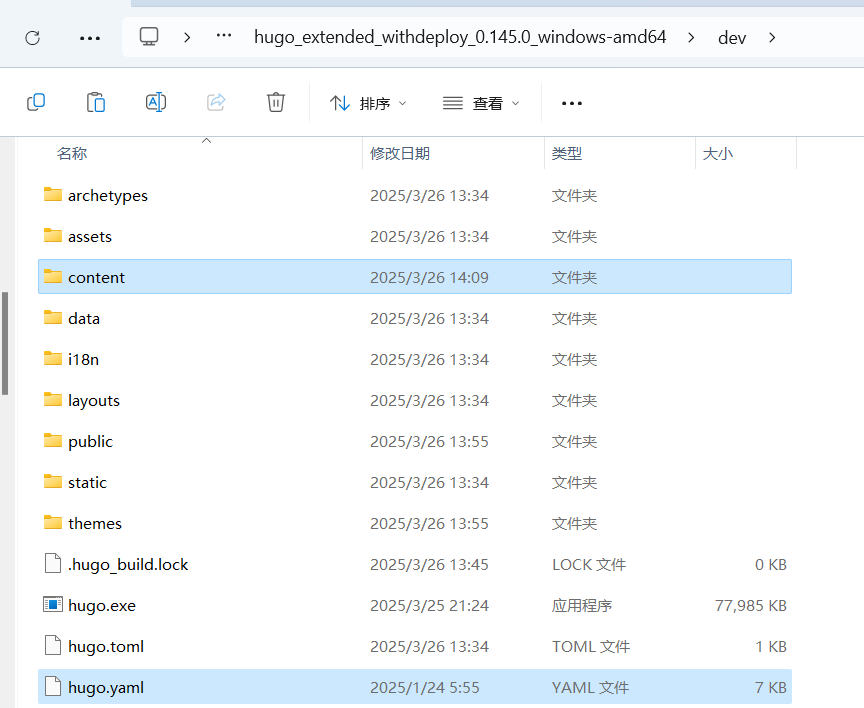 hugo_extended_withdeploy_0.145.0_windows-amd64 dev
排序 查看
名称 修改日期 类型 大小
archetypes 2025/3/26 13:34 文件夹
assets 2025/3/26 13:34 文件夹
content 2025/3/26 14:09 文件夹
data 2025/3/26 13:34 文件夹
i18n 2025/3/26 13:34 文件夹
layouts 2025/3/26 13:34 文件夹
public 2025/3/26 13:55 文件夹
static 2025/3/26 13:34 文件夹
themes 2025/3/26 13:55 文件夹
.hugo_build.lock 2025/3/26 13:45 LOCK 文件 0 KB
hugo.exe 2025/3/25 21:24 应用程序 77,985 KB
hugo.toml 2025/3/26 13:34 TOML 文件 1 KB
hugo.yaml 2025/1/24 5:55 YAML 文件 7 KB